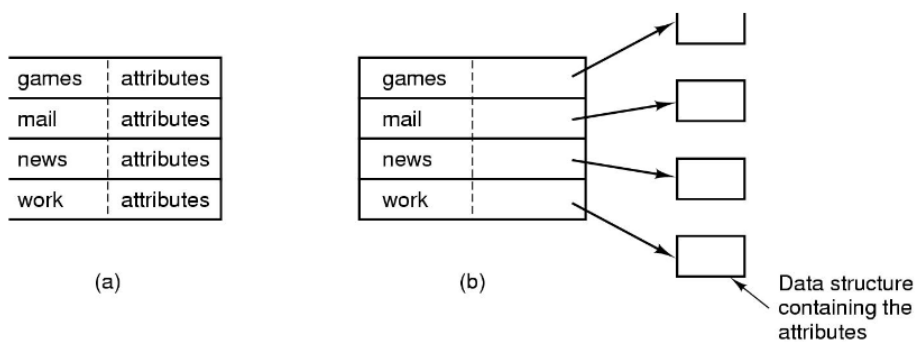 games attributes
mail attributes
news attributes
work attributes
(a)
games
mail
news
work
(b)
Data structure
containing the
attributes